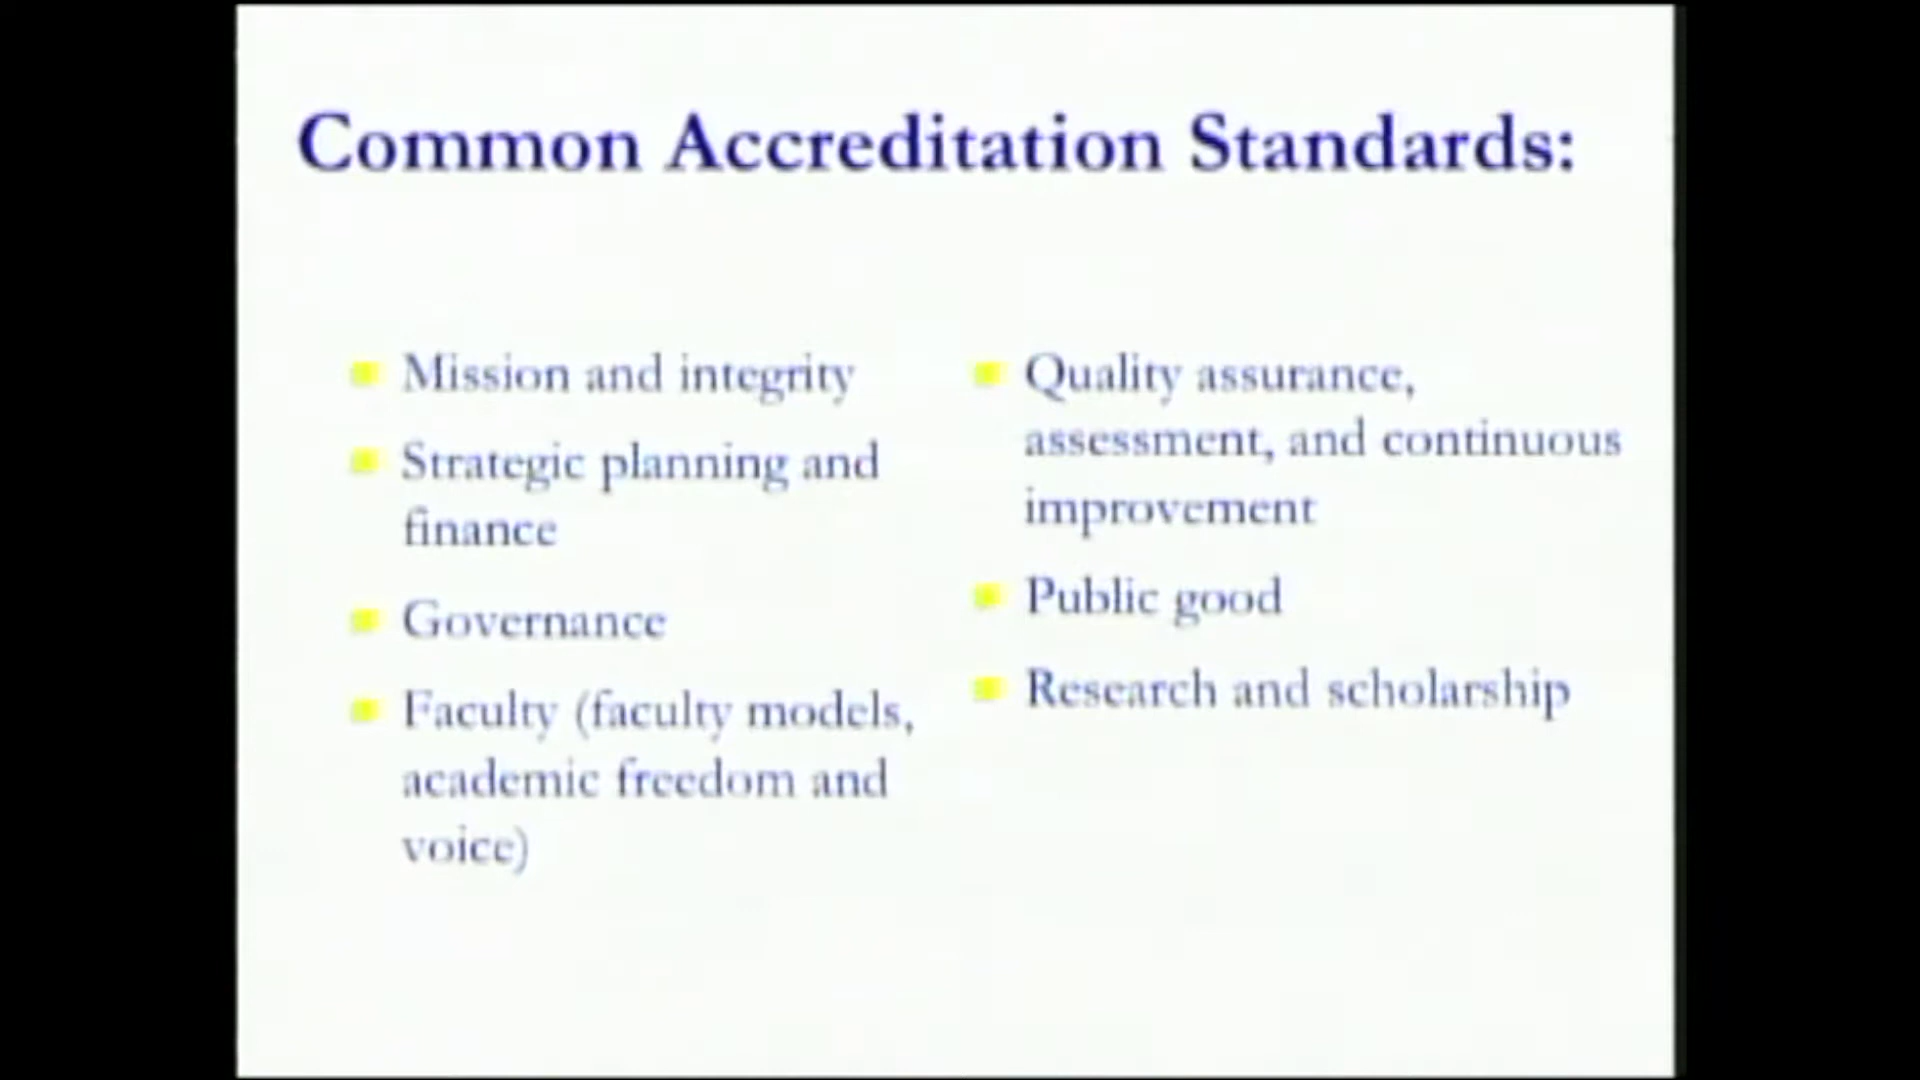 Common Accreditation Standards:
Mission and integrity
Strategic planning and
finance
Governance
Faculty (faculty models,
academic freedom and
voice)
Quality assurance,
assessment, and continuous
improvement
Public good
Research and scholarship